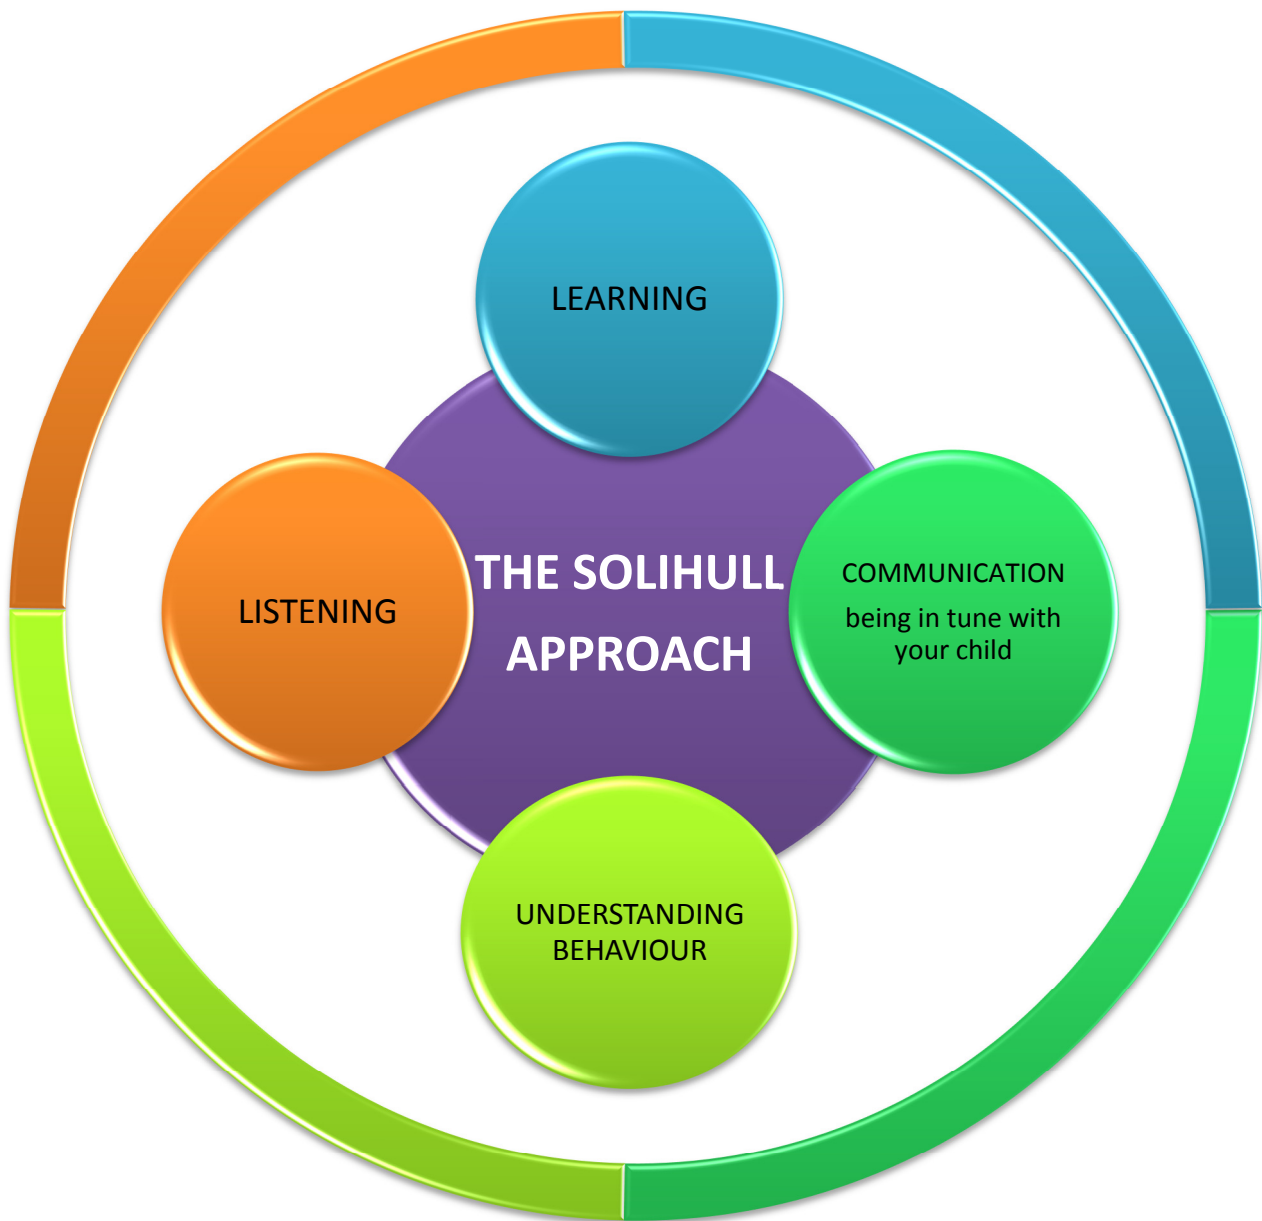 LEARNING
LISTENING
THE SOLIHULL
APPROACH
COMMUNICATION
being in tune with
your child
UNDERSTANDING
BEHAVIOUR